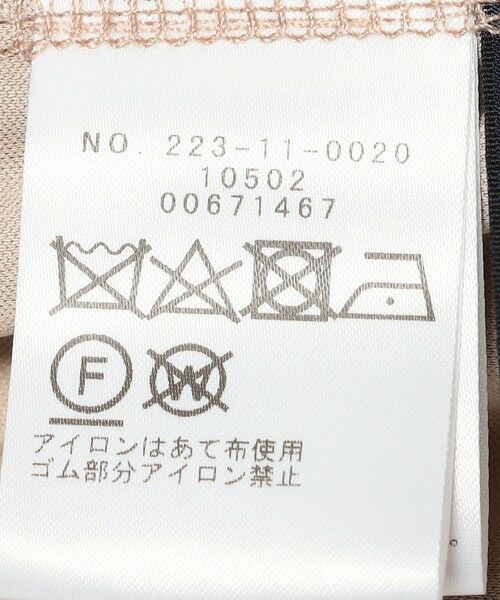 NO. 223-11-0020
10502
00671467
F W
アイロンはあて布使用
ゴム部分アイロン禁止